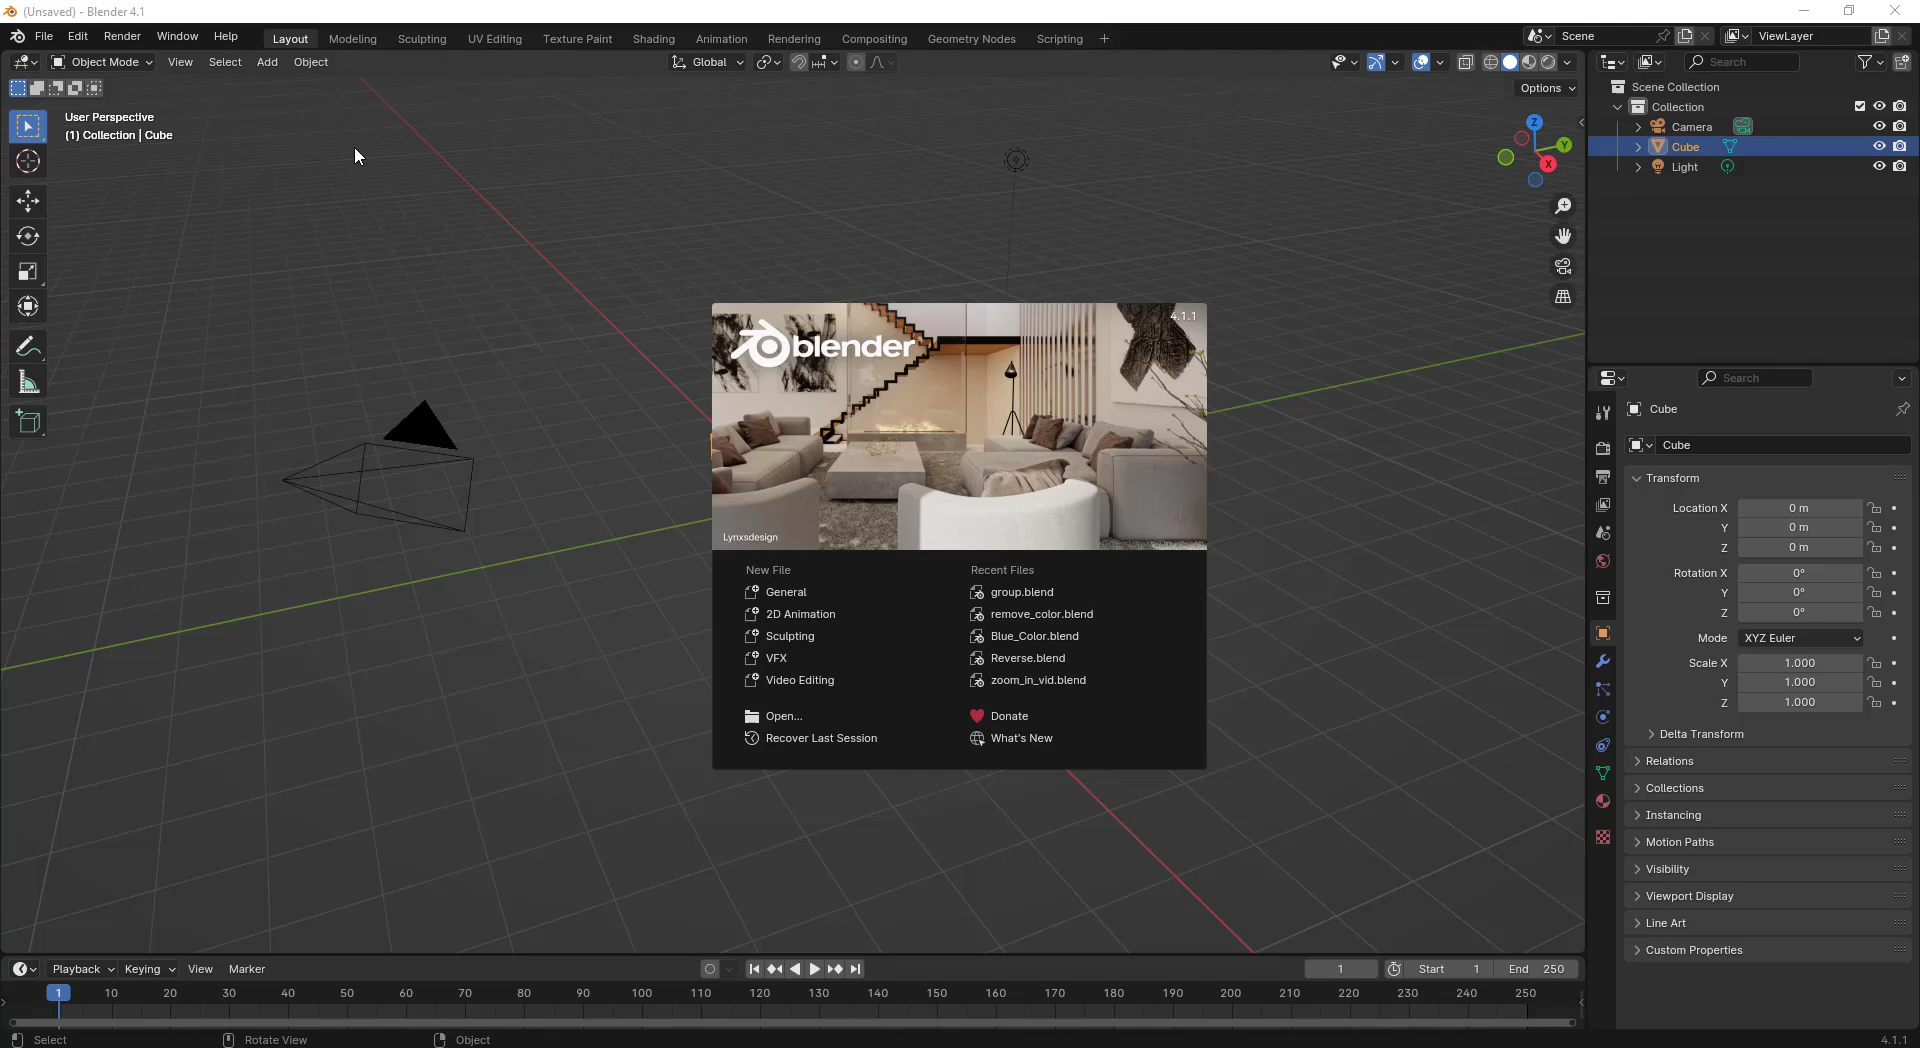 (Unsaved) - Blender 4.1
File Edit Render Window Help
Layout Modeling Sculpting UV Editing Texture Paint Shading Animation Rendering Compositing Geometry Nodes Scripting +
Scene
ViewLayer
Object Mode View Select Add Object
Global
Search
Options
User Perspective
(1) Collection | Cube
Z
Y
X
Scene Collection
Collection
Camera
Cube
Light
4.1.1
blender
Lynxsdesign
New File
General
2D Animation
Sculpting
VFX
Video Editing
Open...
Recover Last Session
Recent Files
group.blend
remove_color.blend
Blue_Color.blend
Reverse.blend
zoom_in_vid.blend
Donate
What's New
Search
Cube
Cube
Transform
Location X 0 m
Y 0 m
Z 0 m
Rotation X 0°
Y 0°
Z 0°
Mode XYZ Euler
Scale X 1.000
Y 1.000
Z 1.000
Delta Transform
Relations
Collections
Instancing
Motion Paths
Visibility
Viewport Display
Line Art
Custom Properties
Playback Keying View Marker
1 Start 1 End 250
1 10 20 30 40 50 60 70 80 90 100 110 120 130 140 150 160 170 180 190 200 210 220 230 240 250
Select Rotate View Object 4.1.1